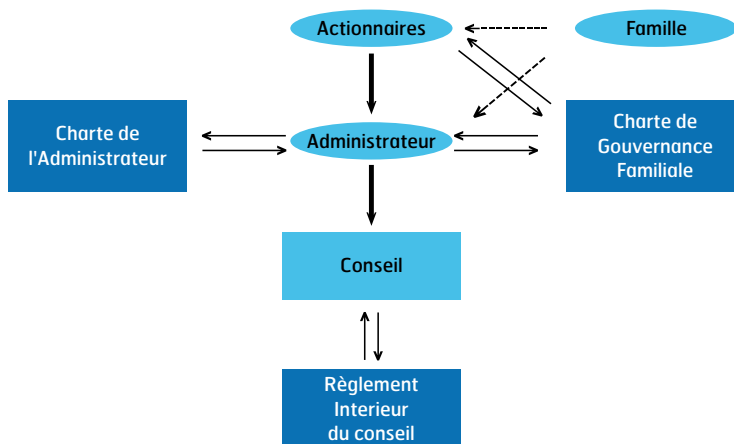 Actionnaires
Famille
Charte de
l'Administrateur
Administrateur
Charte de
Gouvernance
Familiale
Conseil
Règlement
Interieur
du conseil